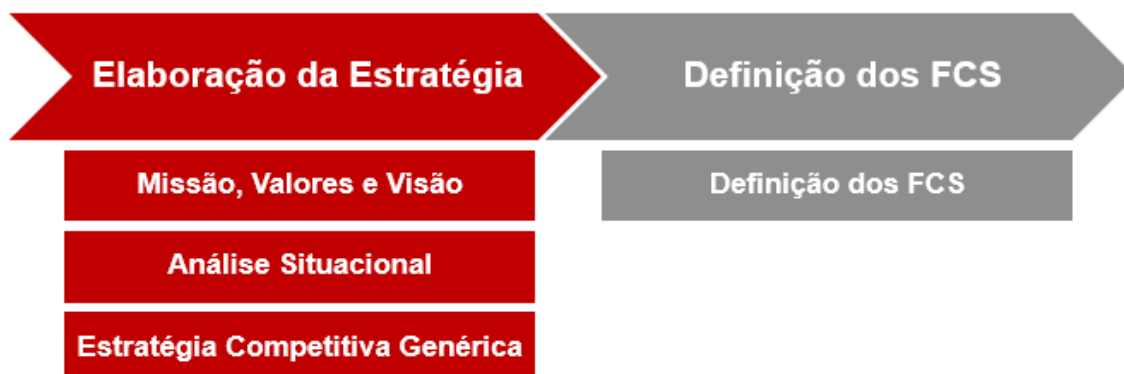 Elaboração da Estratégia
Definição dos FCS
Missão, Valores e Visão
Definição dos FCS
Análise Situacional
Estratégia Competitiva Genérica